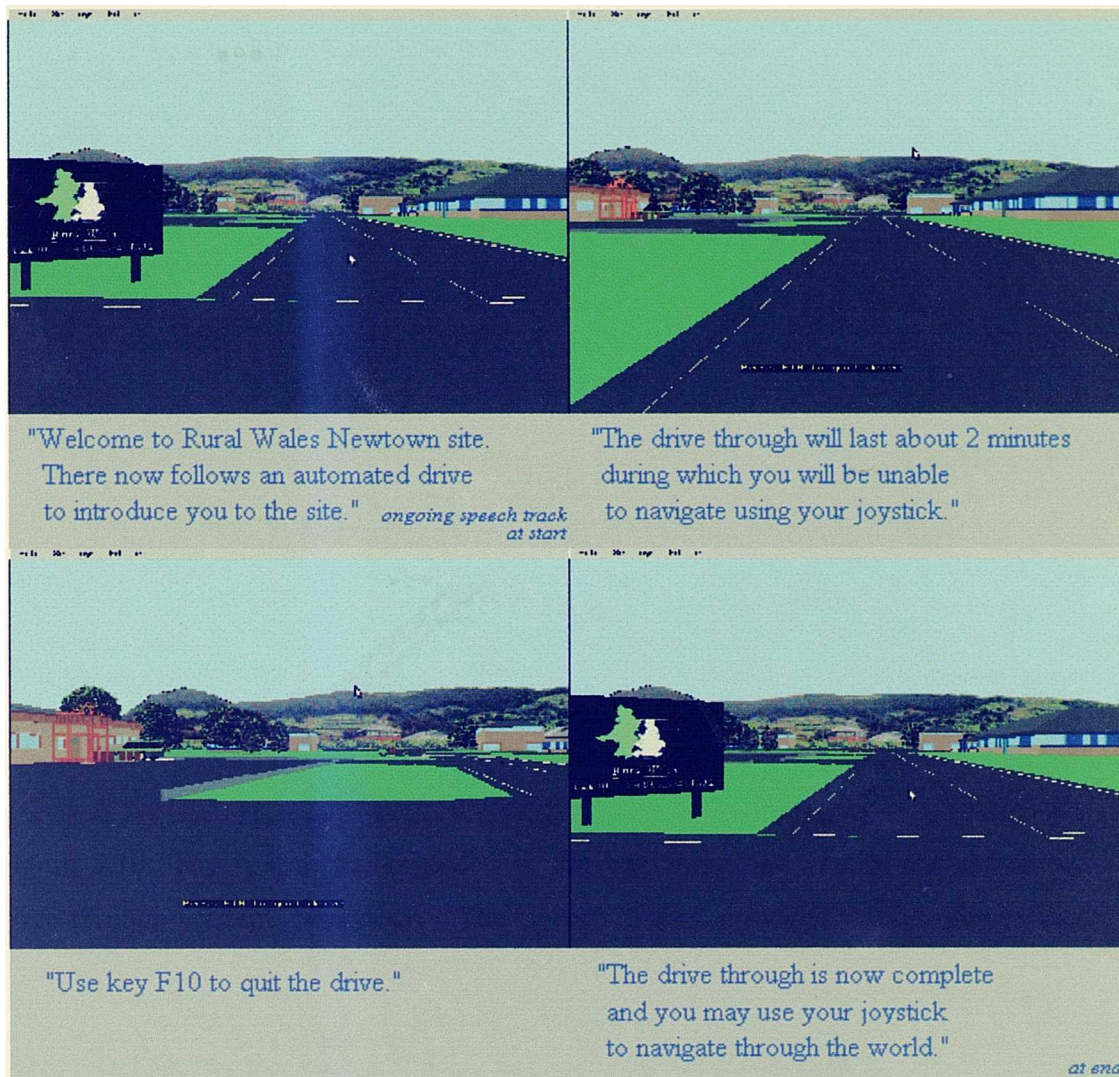 "Welcome to Rural Wales Newtown site.
There now follows an automated drive
to introduce you to the site."
ongoing speech track
at start
"The drive through will last about 2 minutes
during which you will be unable
to navigate using your joystick."
"Use key F10 to quit the drive."
"The drive through is now complete
and you may use your joystick
to navigate through the world."
at end